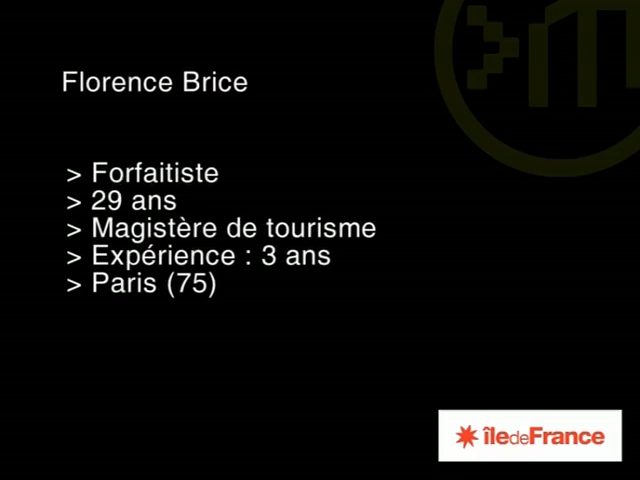 Florence Brice
> Forfaitiste
> 29 ans
> Magistère de tourisme
> Expérience : 3 ans
> Paris (75)
îledeFrance